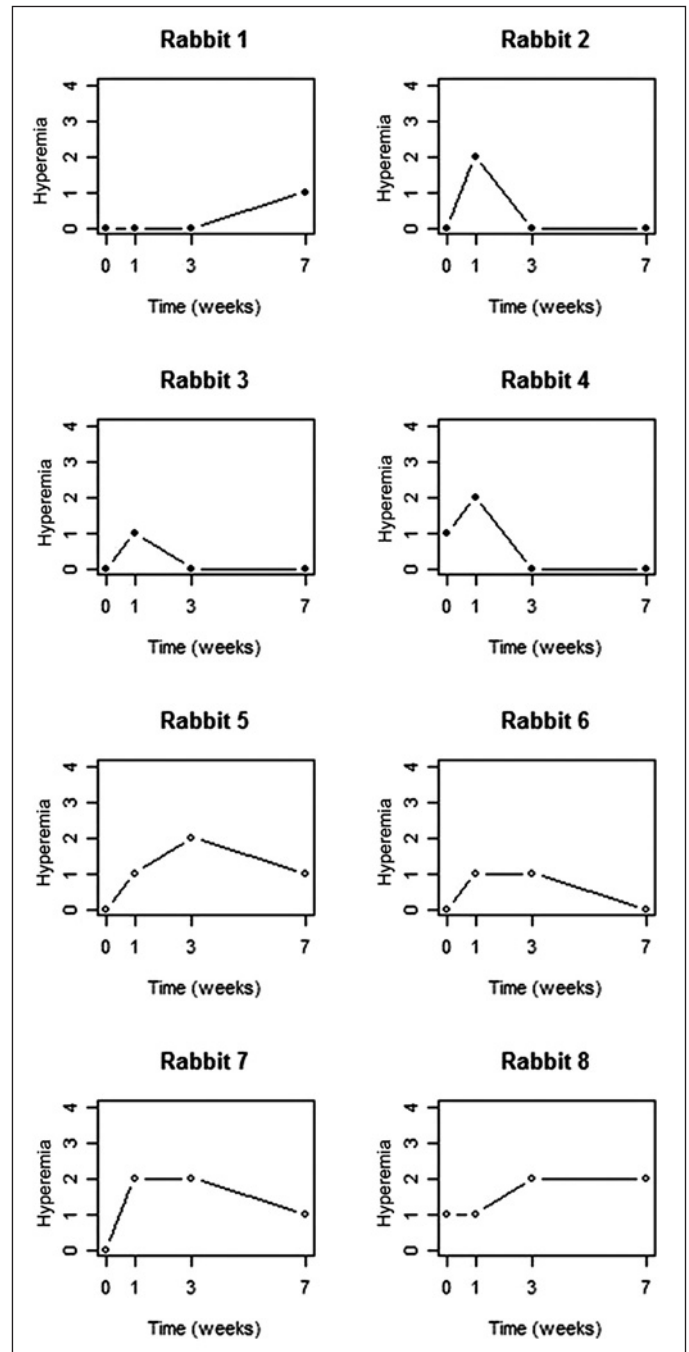 Rabbit 1
Hyperemia
4
3
2
1
0
0 1 3 7
Time (weeks)
Rabbit 2
Hyperemia
4
3
2
1
0
0 1 3 7
Time (weeks)
Rabbit 3
Hyperemia
4
3
2
1
0
0 1 3 7
Time (weeks)
Rabbit 4
Hyperemia
4
3
2
1
0
0 1 3 7
Time (weeks)
Rabbit 5
Hyperemia
4
3
2
1
0
0 1 3 7
Time (weeks)
Rabbit 6
Hyperemia
4
3
2
1
0
0 1 3 7
Time (weeks)
Rabbit 7
Hyperemia
4
3
2
1
0
0 1 3 7
Time (weeks)
Rabbit 8
Hyperemia
4
3
2
1
0
0 1 3 7
Time (weeks)